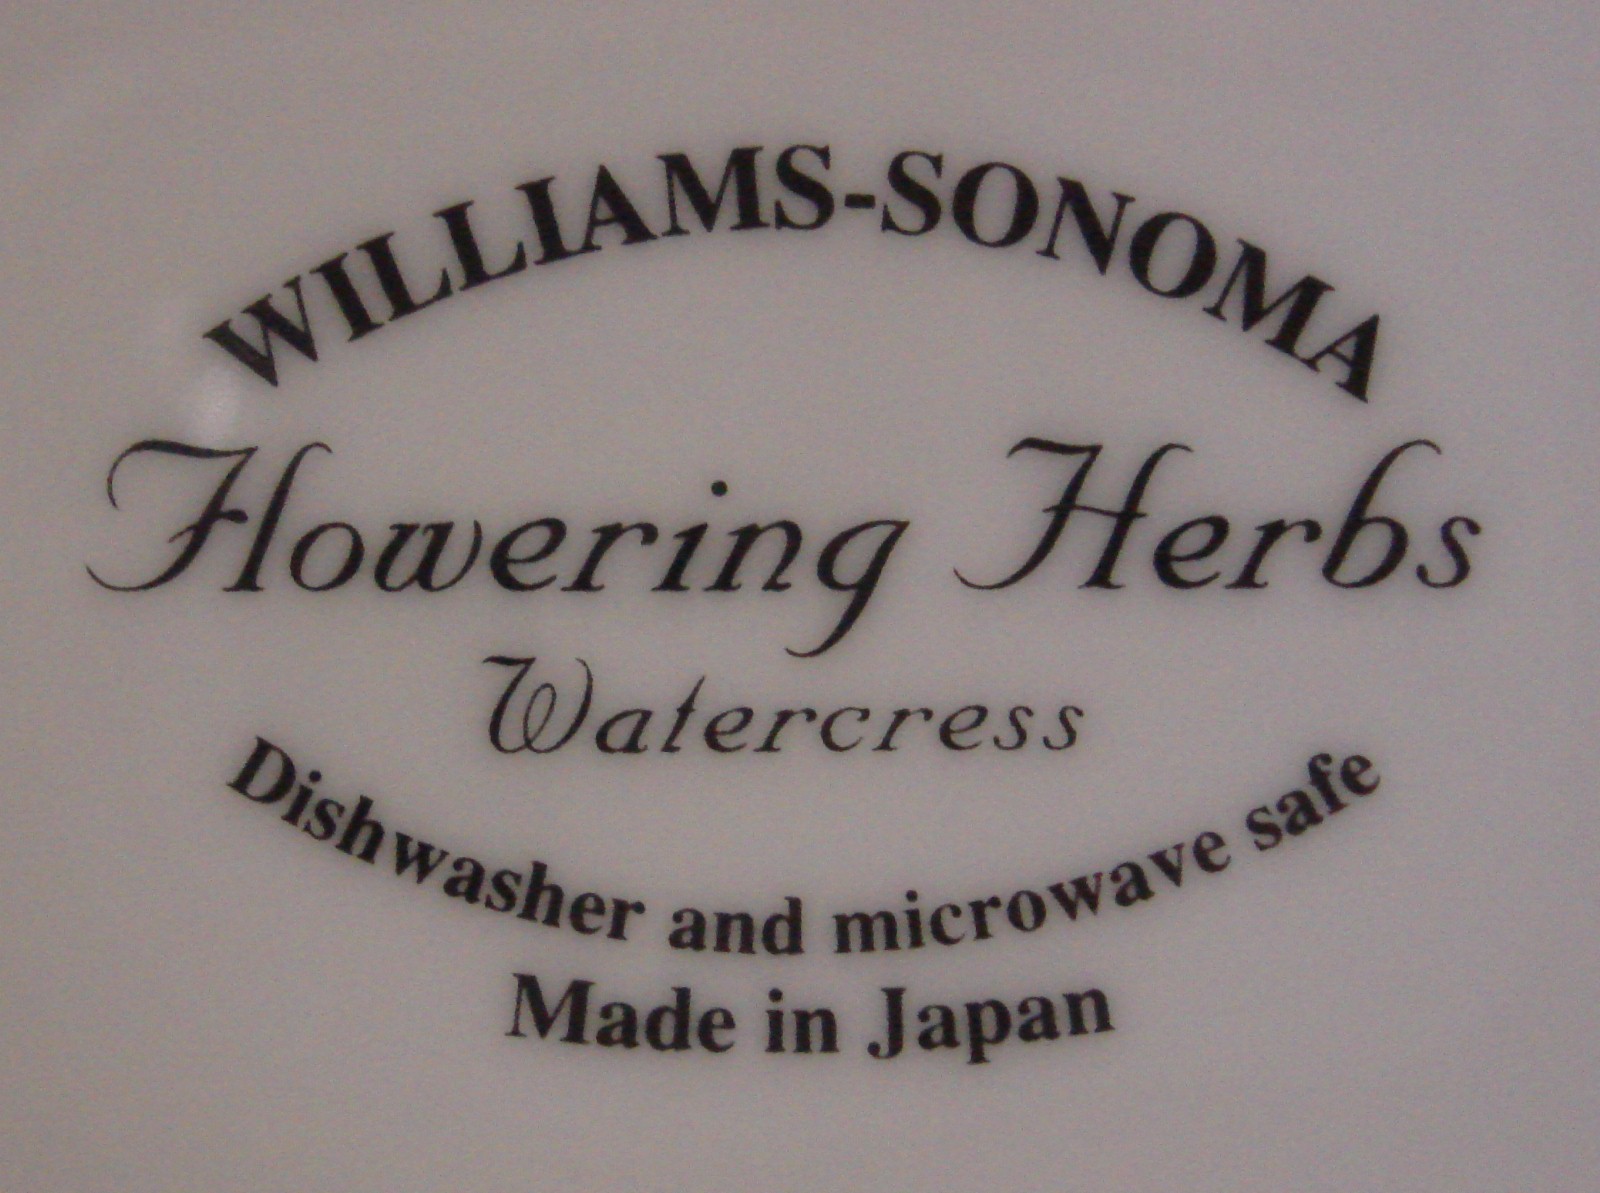 WILLIAMS-SONOMA
Flowering Herbs
Watercress
Dishwasher and microwave safe
Made in Japan